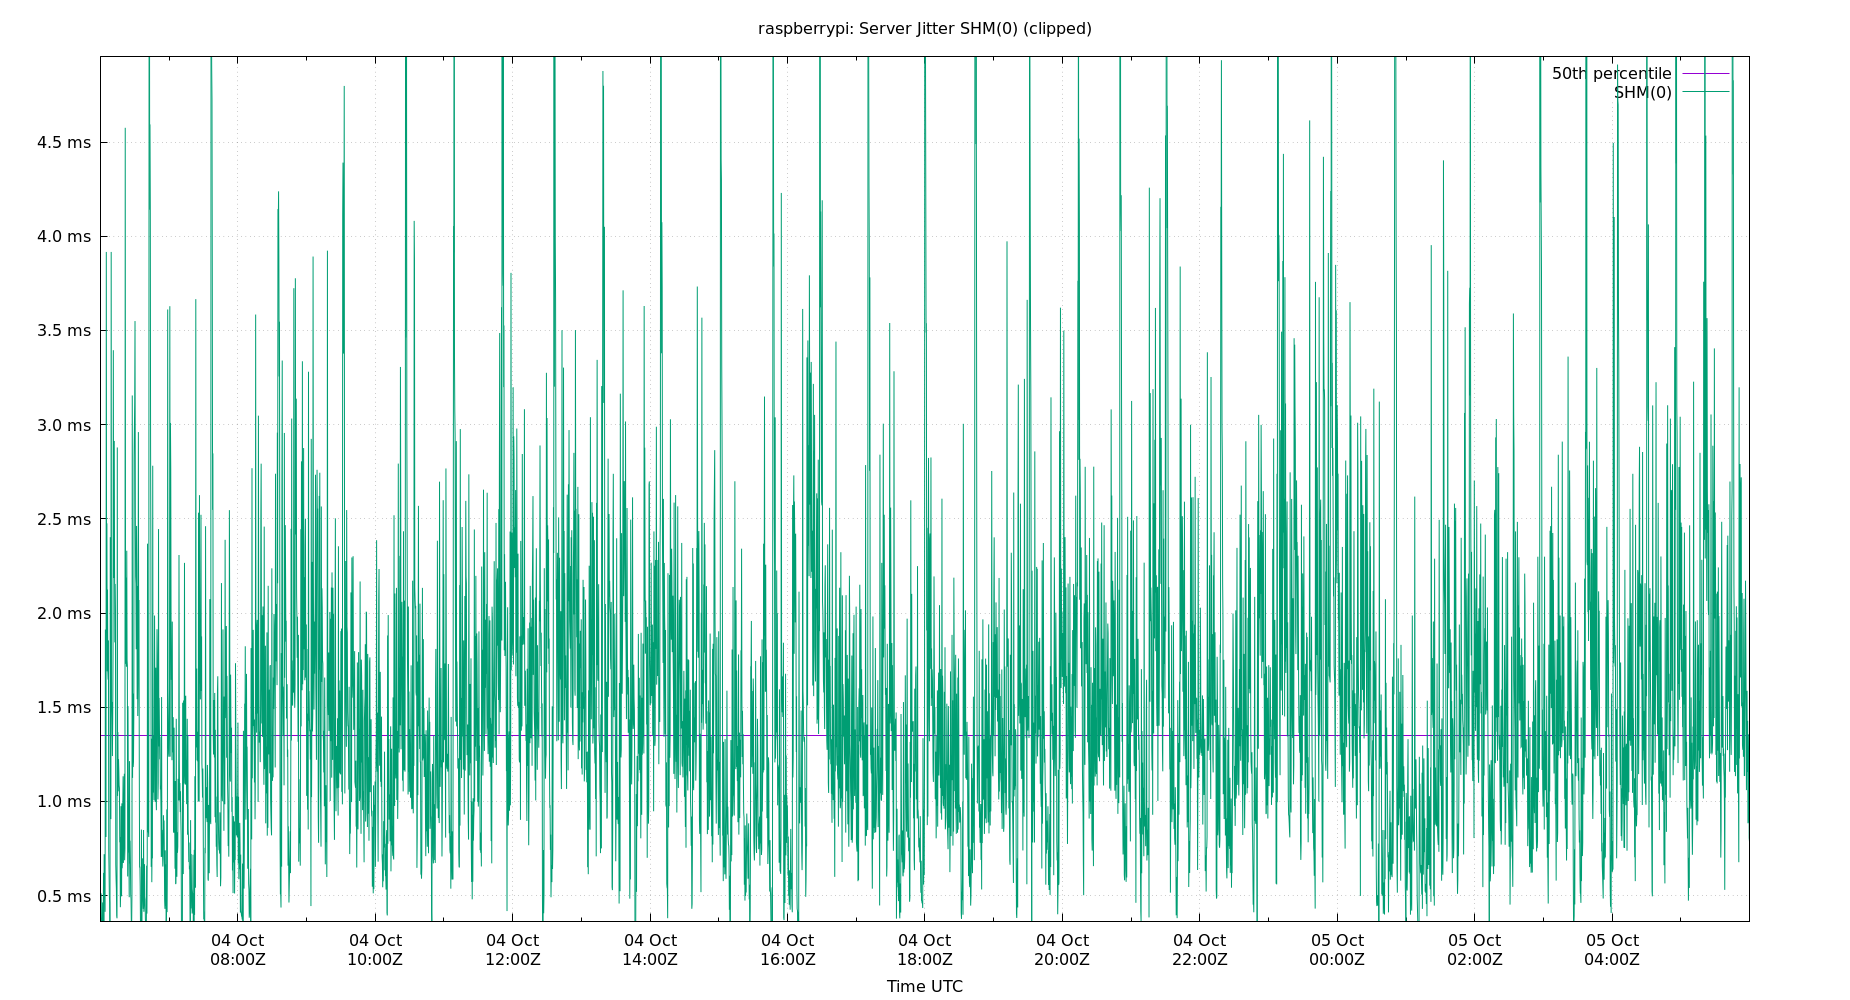 raspberrypi: Server Jitter SHM(0) (clipped)
50th percentile
SHM(0)
4.5 ms
4.0 ms
3.5 ms
3.0 ms
2.5 ms
2.0 ms
1.5 ms
1.0 ms
0.5 ms
04 Oct 04 Oct 04 Oct 04 Oct 04 Oct 04 Oct 04 Oct 04 Oct 05 Oct 05 Oct 05 Oct
08:00Z 10:00Z 12:00Z 14:00Z 16:00Z 18:00Z 20:00Z 22:00Z 00:00Z 02:00Z 04:00Z
Time UTC